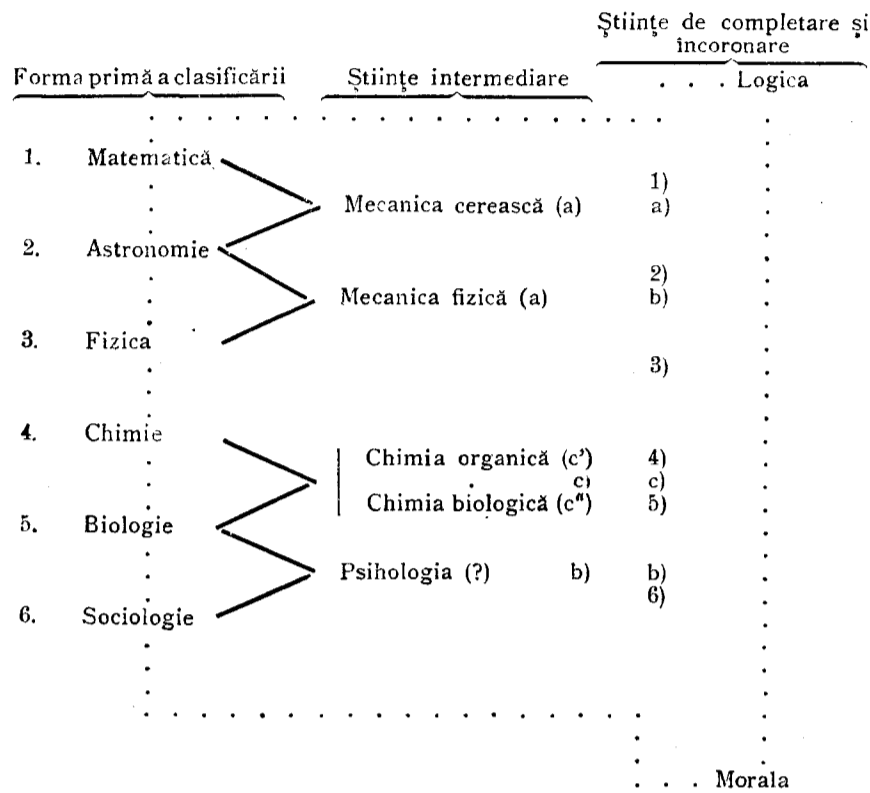 Științe de completare și
încoronare
Forma primă a clasificării Științe intermediare
. . . Logica
1. Matematică
1)
Mecanica cerească (a) a)
2. Astronomie
2)
Mecanica fizică (a) b)
3. Fizica
3)
4. Chimie
Chimia organică (c’) 4)
c) c)
Chimia biologică (c") 5)
5. Biologie
Psihologia (?) b) b)
6)
6. Sociologie
. . . Morala